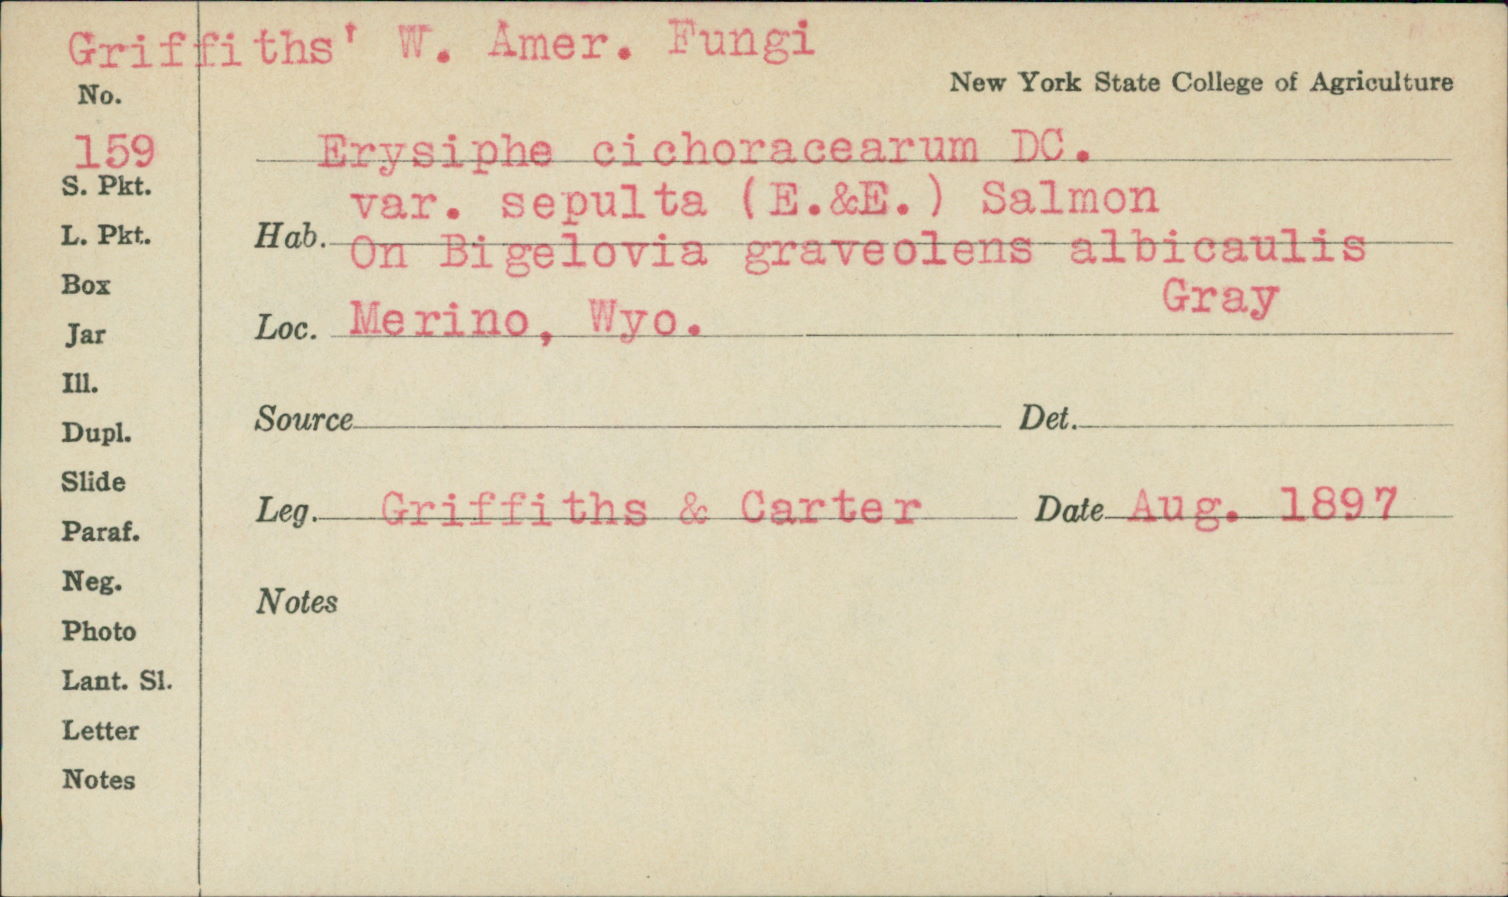 Griffiths' W. Amer. Fungi
New York State College of Agriculture
No.
159
Erysiphe cichoracearum DC.
S. Pkt.
var. sepulta (E.&E.) Salmon
L. Pkt.
Hab. On Bigelovia graveolens albicaulis
Gray
Box
Loc. Merino, Wyo.
Jar
Ill.
Source Det.
Dupl.
Slide
Leg. Griffiths & Carter Date Aug. 1897
Paraf.
Neg.
Notes
Photo
Lant. Sl.
Letter
Notes